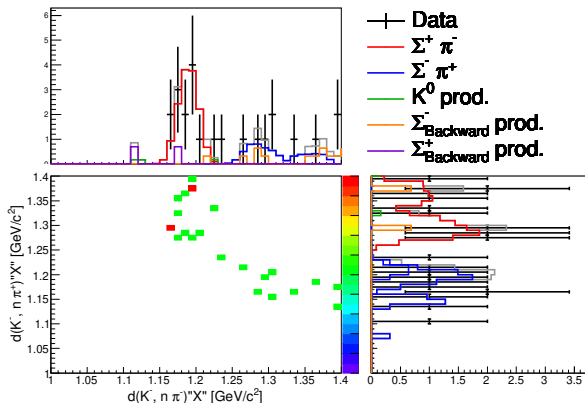 6
5
4
3
2
1
0
Data
Σ⁺ π⁻
Σ⁻ π⁺
K⁰ prod.
Σ⁻Backward prod.
Σ⁺Backward prod.
d(K⁻, n π⁺)"X" [GeV/c²]
1.4
1.35
1.3
1.25
1.2
1.15
1.1
1.05
1
1 1.05 1.1 1.15 1.2 1.25 1.3 1.35 1.4
d(K⁻, n π⁻)"X" [GeV/c²]
0 0.5 1 1.5 2 2.5 3 3.5